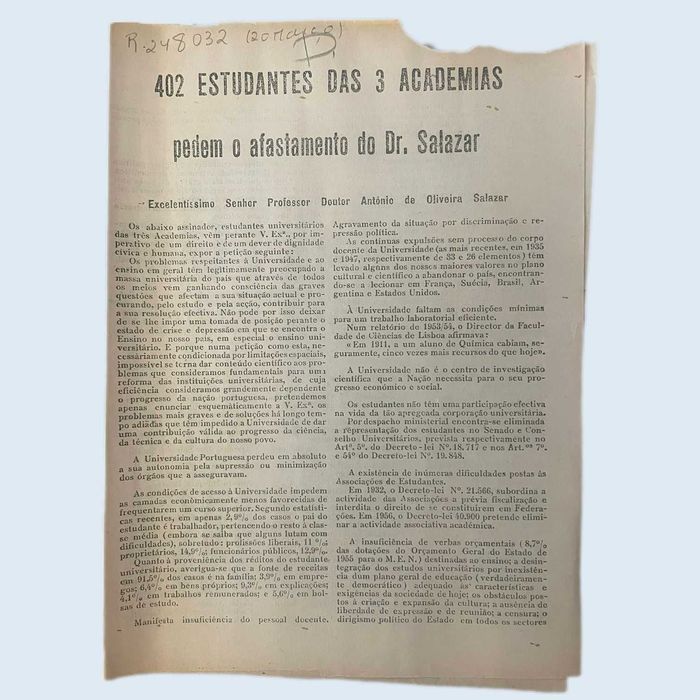 R.248032 (20 Março)
402 ESTUDANTES DAS 3 ACADEMIAS
pedem o afastamento do Dr. Salazar
Excelentíssimo Senhor Professor Doutor António de Oliveira Salazar
Os abaixo assinador, estudantes universitários
das três Academias, vêm perante V. Exª., por im-
perativo de um direito e de um dever de dignidade
cívica e humana, expor a petição seguinte:
Os problemas respeitantes à Universidade e ao
ensino em geral têm legitimamente preocupado a
massa universitária do país que através de todos
os meios vem ganhando consciência das graves
questões que afectam a sua situação actual e pro-
curando, pelo estudo e pela acção, contribuir para
a sua resolução efectiva. Não pode por isso deixar
de se lhe impor uma tomada de posição perante o
estado de crise e depressão em que se encontra o
Ensino no nosso país, em especial o ensino uni-
versitário. E porque numa petição como esta, ne-
cessàriamente condicionada por limitações espaciais,
impossível se torna dar conteúdo científico aos pro-
blemas que consideramos fundamentais para uma
reforma das instituições universitárias, de cuja
eficiência consideramos grandemente dependente
o progresso da nação portuguesa, pretendemos
apenas enunciar esquemàticamente a V. Exª. os
problemas mais graves e de soluções há longo tem-
po adiadas que têm impedido a Universidade de dar
uma contribuição válida ao progresso da ciência,
da técnica e da cultura do nosso povo.
A Universidade Portuguesa perdeu em absoluto
a sua autonomia pela supressão ou minimização
dos órgãos que a asseguravam.
As condições de acesso à Universidade impedem
as camadas econòmicamente menos favorecidas de
frequentarem um curso superior. Segundo estatís-
ticas recentes, em apenas 2,9% dos casos o pai do
estudante é trabalhador, pertencendo o resto à clas-
se média (embora se saiba que alguns lutam com
dificuldades), sobretudo: profissões liberais, 11 %;
proprietários, 14,9%; funcionários públicos, 12,9%.
Quanto à proveniência dos réditos do estudante
universitário, averigua-se que a fonte de receitas
em 91,5% dos casos é na família; 3,9% em empre-
gos; 6,4% em bens próprios; 9,3% em explicações;
4,1% em trabalhos remunerados; e 5,6% em bol-
sas de estudo.
Manifesta insuficiência do pessoal docente.
Agravamento da situação por discriminação e re-
pressão política.
As contínuas expulsões sem processo do corpo
docente da Universidade (as mais recentes, em 1935
e 1947, respectivamente de 33 e 26 elementos) têm
levado alguns dos nossos maiores valores no plano
cultural e científico a abandonar o país, encontran-
do-se a lecionar em França, Suécia, Brasil, Ar-
gentina e Estados Unidos.
À Universidade faltam as condições mínimas
para um trabalho laboratorial eficiente.
Num relatório de 1953/54, o Director da Facul-
dade de Ciências de Lisboa afirmava:
« Em 1911, a um aluno de Química cabiam, se-
guramente, cinco vezes mais recursos do que hoje».
A Universidade não é o centro de investigação
científica que a Nação necessita para o seu pro-
gresso económico e social.
Os estudantes não têm uma participação efectiva
na vida da tão apregoada corporação universitária.
Por despacho ministerial encontra-se eliminada
a representação dos estudantes no Senado e Con-
selho Universitários, prevista respectivamente no
Artº. 5º. do Decreto-lei Nº. 18.717 e nos Art.ºˢ 7º.
e 54º do Decreto-lei Nº. 19.848.
A existência de inúmeras dificuldades postas às
Associações de Estudantes.
Em 1932, o Decreto-lei Nº. 21.566, subordina a
actividade das Associações a prévia fiscalização e
interdita o direito de se constituirem em Federa-
ções. Em 1956, o Decreto-lei 40.900 pretende elimi-
nar a actividade associativa académica.
A insuficiência de verbas orçamentais (8,7%
das dotações do Orçamento Geral do Estado de
1955 para o M. E. N.) destinadas ao ensino; a desin-
tegração dos estudos universitários por inexistên-
cia dum plano geral de educação (verdadeiramen-
te democrático) adequado às características e
exigências da sociedade de hoje; os obstáculos pos-
tos à criação e expansão da cultura; a ausência de
liberdade de expressão e de reunião; a censura; o
dirigismo político do Estado em todos os sectores